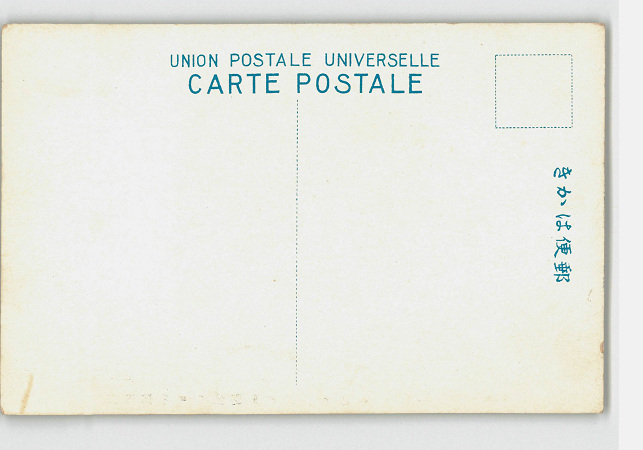 UNION POSTALE UNIVERSELLE
CARTE POSTALE
きかは便郵